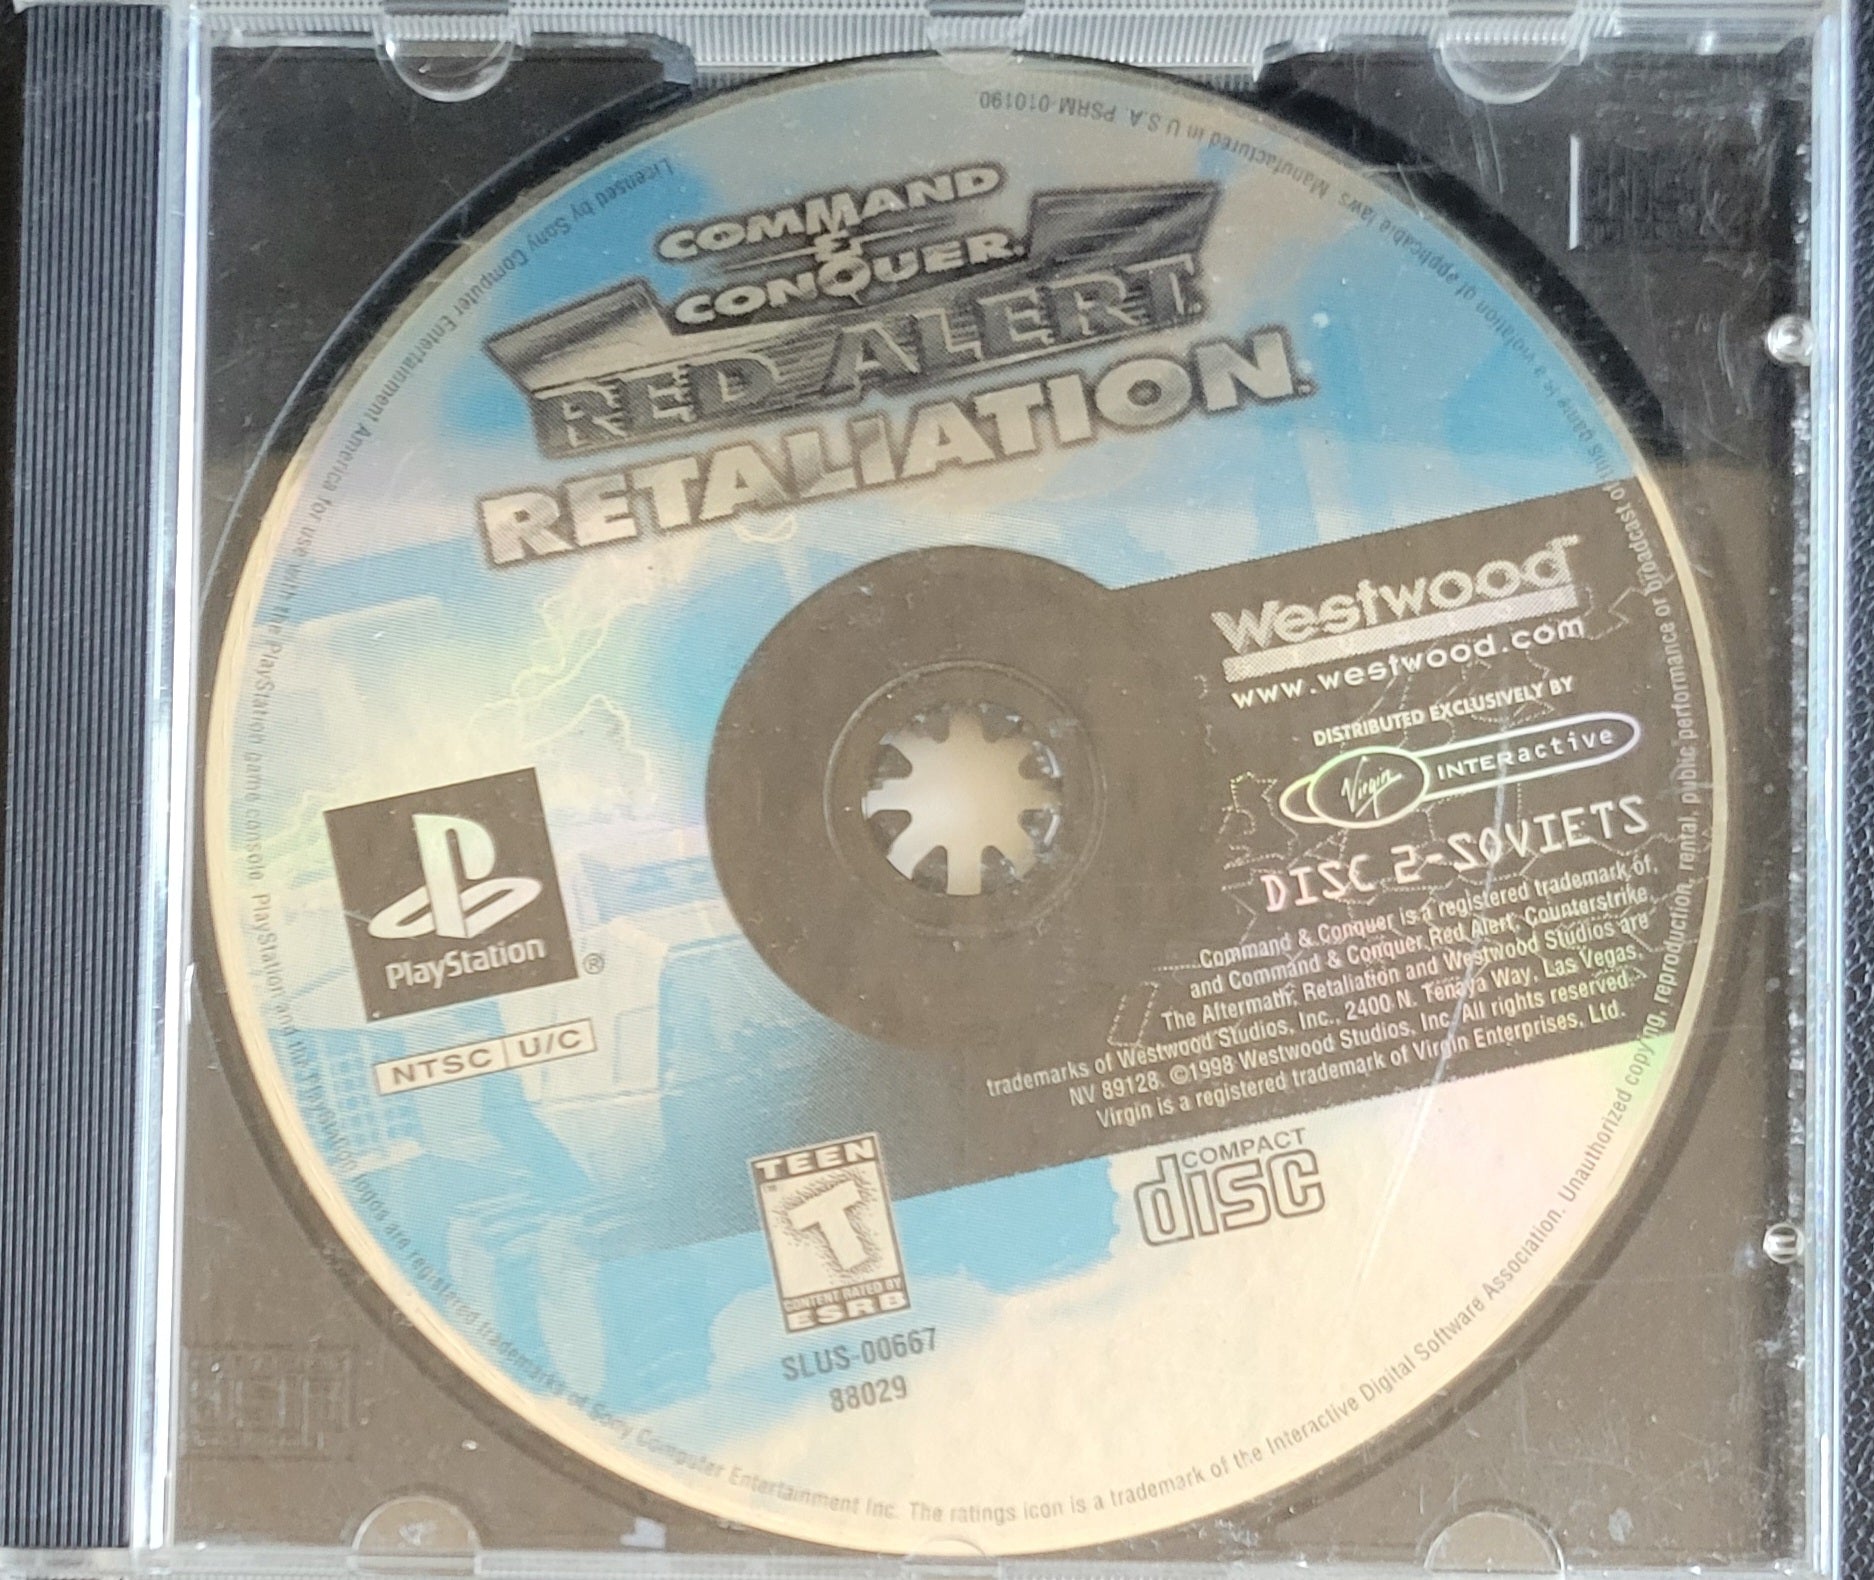 COMMAND
&
CONQUER.
RED ALERT.
RETALIATION.
Westwood™
www.westwood.com
DISTRIBUTED EXCLUSIVELY BY
Virgin INTERactive
DISC 2-SOVIETS
Command & Conquer is a registered trademark of,
and Command & Conquer Red Alert, Counterstrike,
The Aftermath, Retaliation and Westwood Studios are
trademarks of Westwood Studios, Inc., 2400 N. Tenaya Way, Las Vegas,
NV 89128. ©1998 Westwood Studios, Inc. All rights reserved.
Virgin is a registered trademark of Virgin Enterprises, Ltd.
PlayStation
®
NTSC U/C
TEEN
T
CONTENT RATED BY
ESRB
SLUS-00667
88029
COMPACT
disc
Licensed by Sony Computer Entertainment America for use with the PlayStation game console. PlayStation and the PlayStation logos are registered trademarks of Sony Computer Entertainment Inc. The ratings icon is a trademark of the Interactive Digital Software Association. Unauthorized copying, reproduction, rental, public performance or broadcast of this game is a violation of applicable laws. Manufactured in U.S.A. PSRM-010190